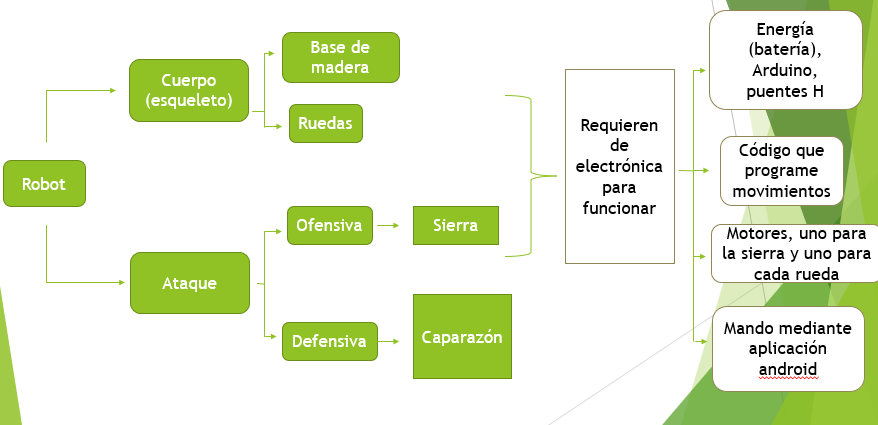 Robot
Cuerpo
(esqueleto)
Base de
madera
Ruedas
Ataque
Ofensiva
Sierra
Defensiva
Caparazón
Requieren
de
electrónica
para
funcionar
Energía
(batería),
Arduino,
puentes H
Código que
programe
movimientos
Motores, uno para
la sierra y uno para
cada rueda
Mando mediante
aplicación
android